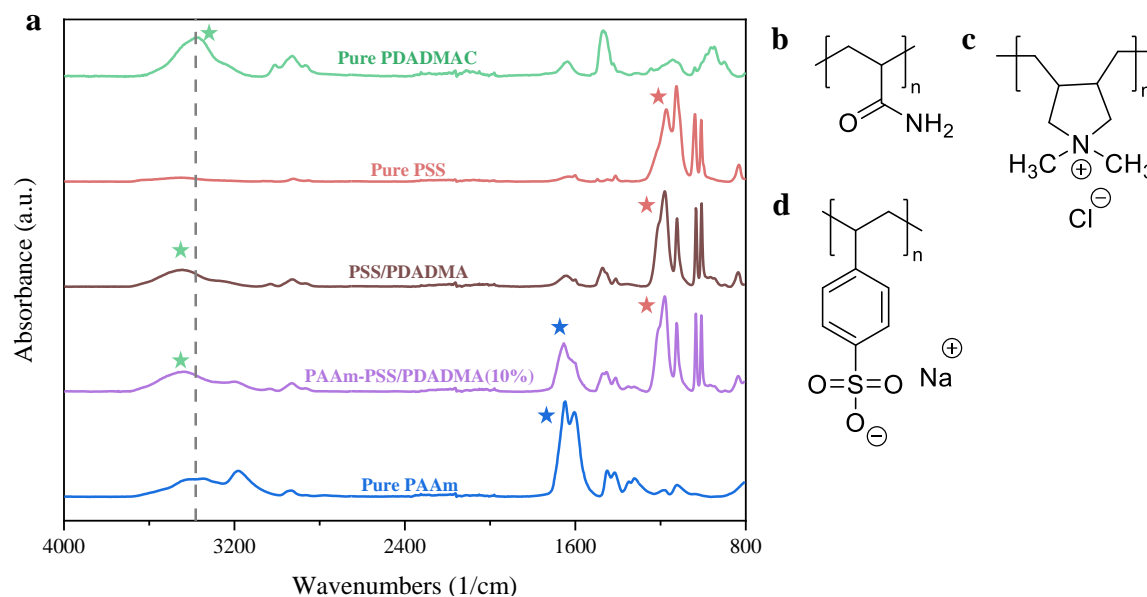 a
Pure PDADMAC
Pure PSS
PSS/PDADMA
PAAm-PSS/PDADMA(10%)
Pure PAAm
Absorbance (a.u.)
4000 3200 2400 1600 800
Wavenumbers (1/cm)
b
n
O
NH2
c
n
N
H3C CH3
+
Cl
−
d
n
O S O
O
−
Na
+